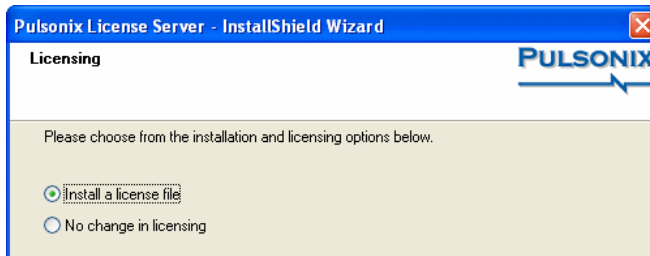 Pulsonix License Server - InstallShield Wizard
Licensing
PULSONIX
Please choose from the installation and licensing options below.
Install a license file
No change in licensing